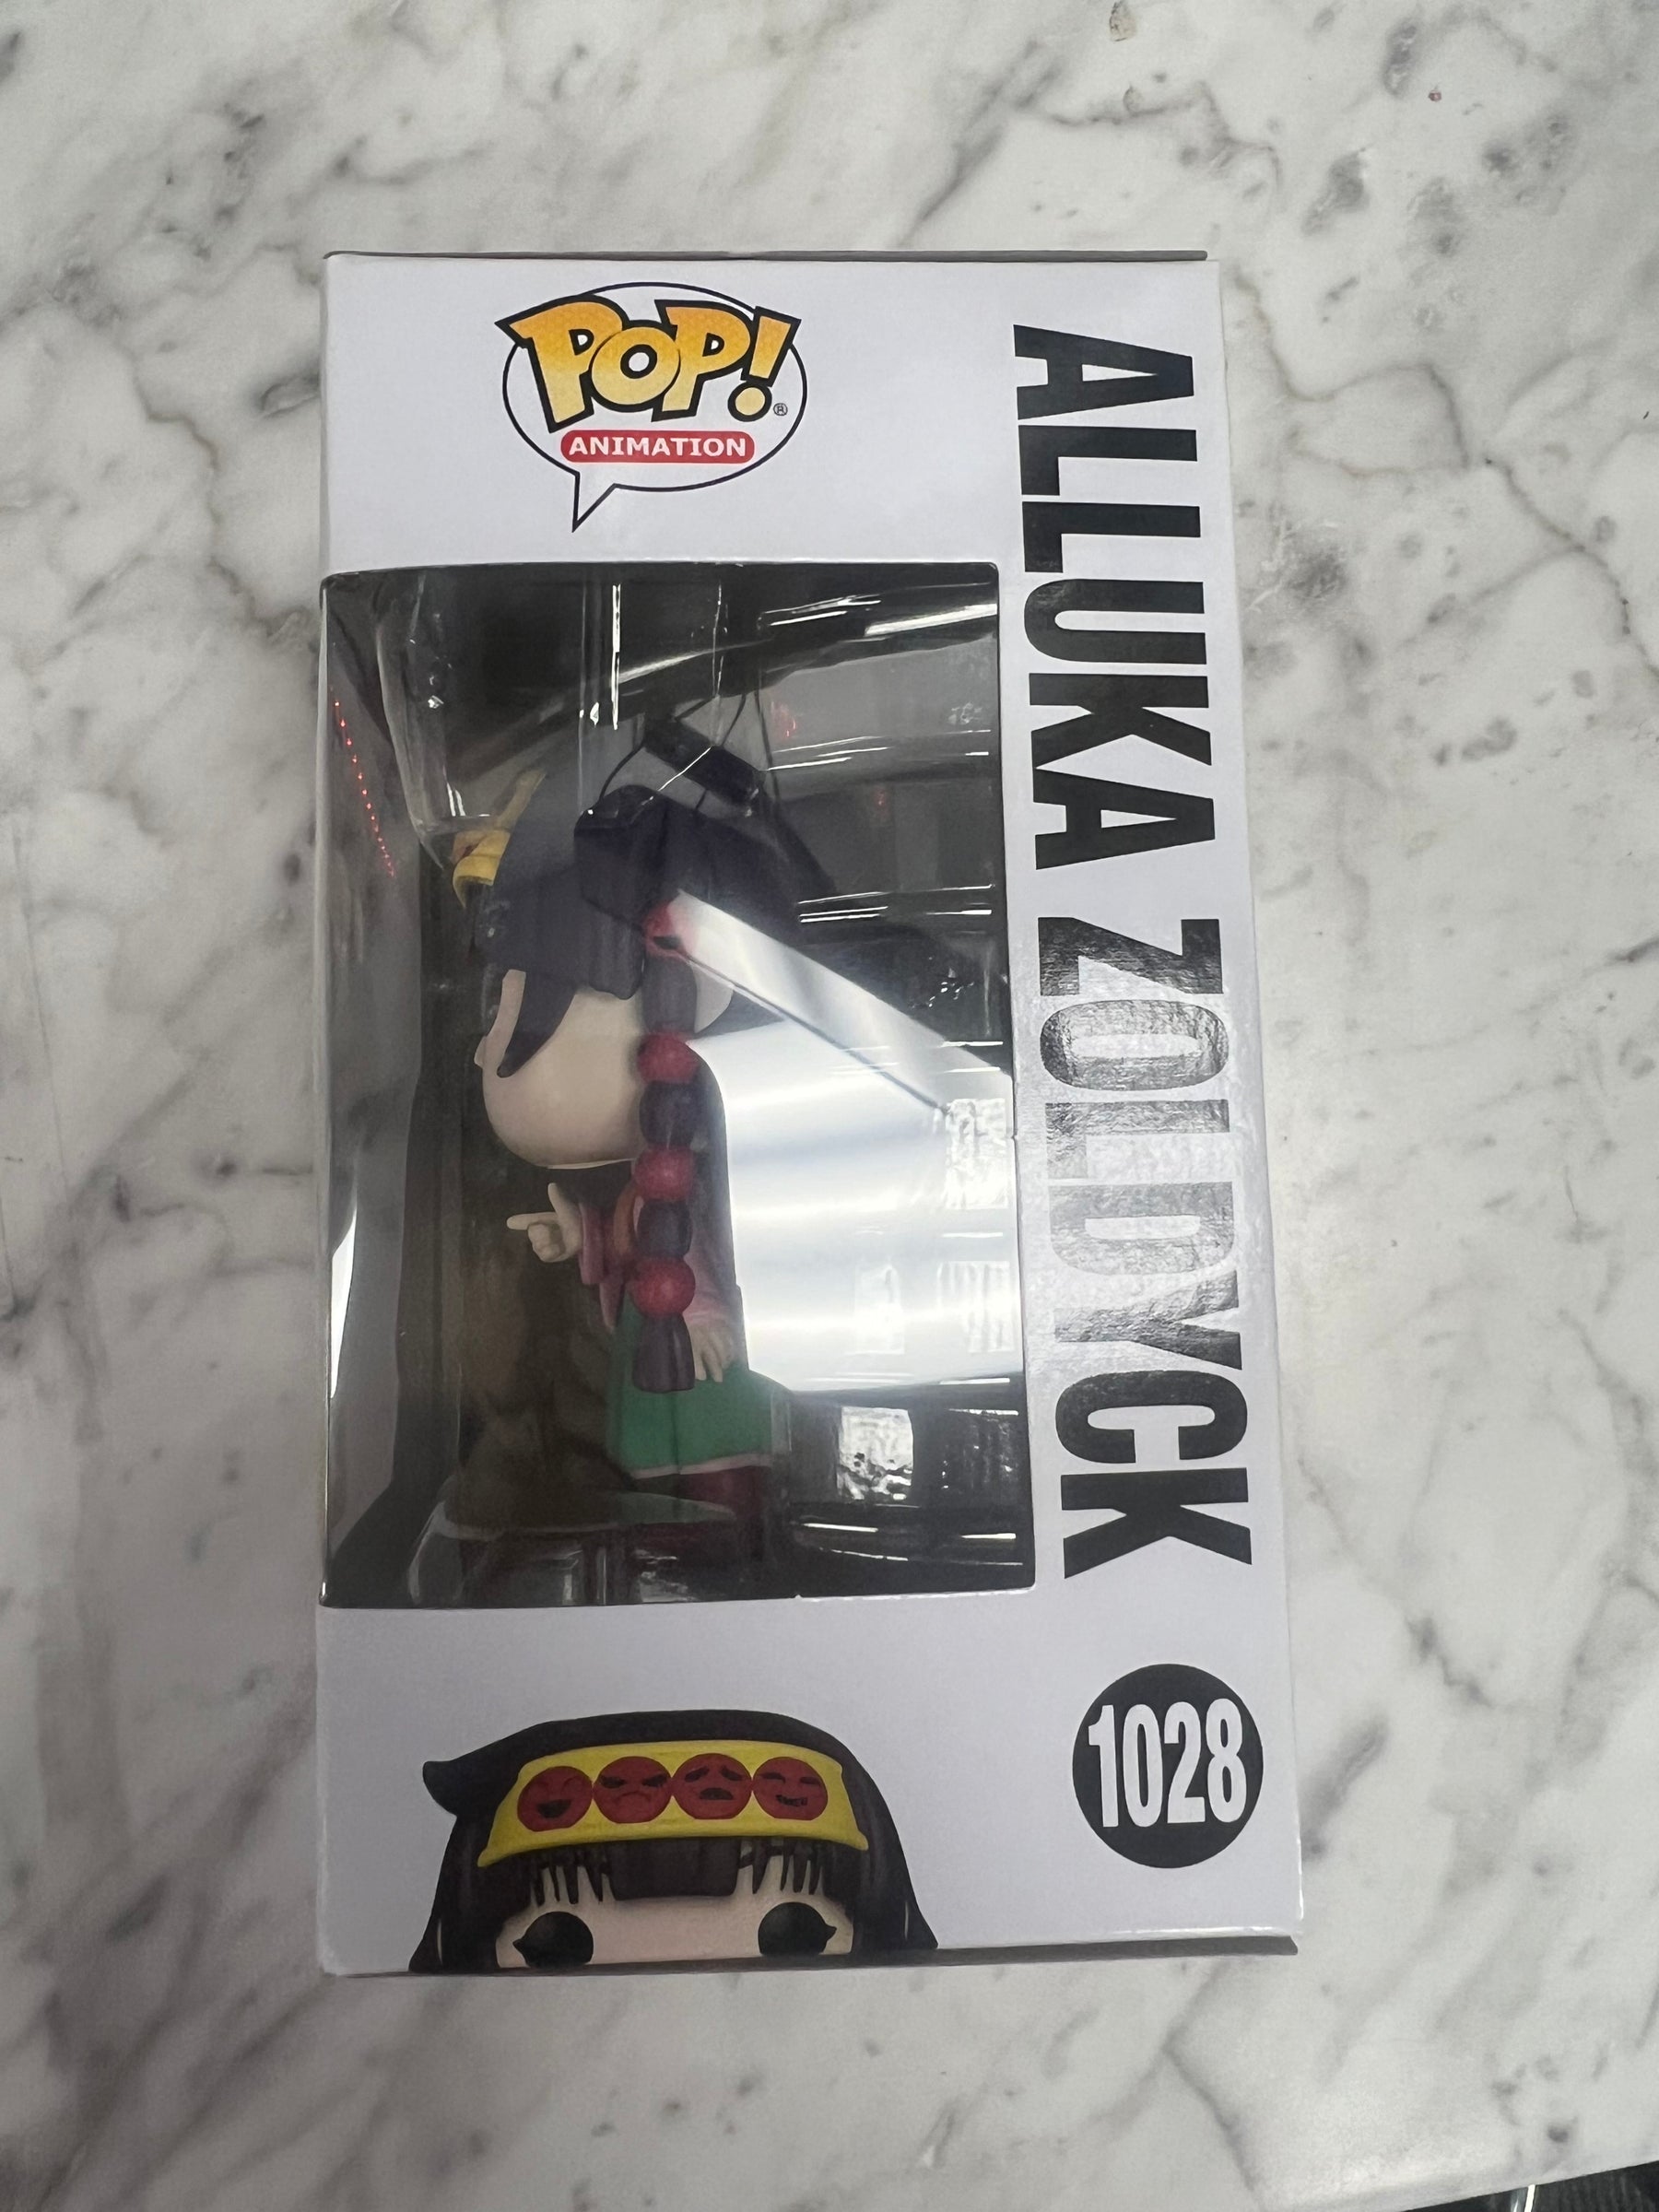 POP!
®
ANIMATION
ALLUKA ZOLDYCK
1028